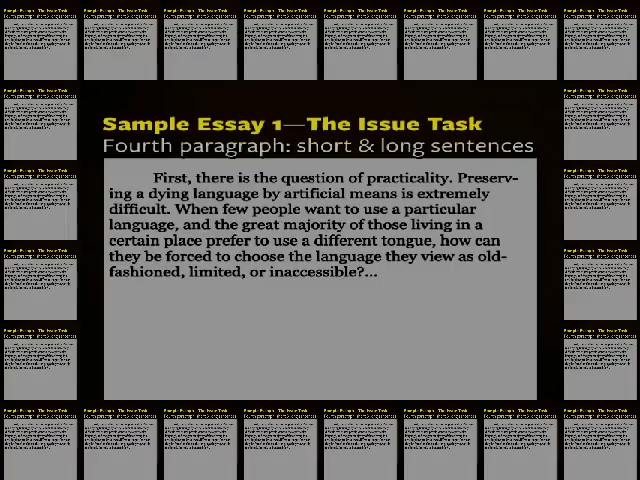 Sample Essay 1—The Issue Task
Fourth paragraph: short & long sentences
First, there is the question of practicality. Preserv-
ing a dying language by artificial means is extremely
difficult. When few people want to use a particular
language, and the great majority of those living in a
certain place prefer to use a different tongue, how can
they be forced to choose the language they view as old-
fashioned, limited, or inaccessible?...